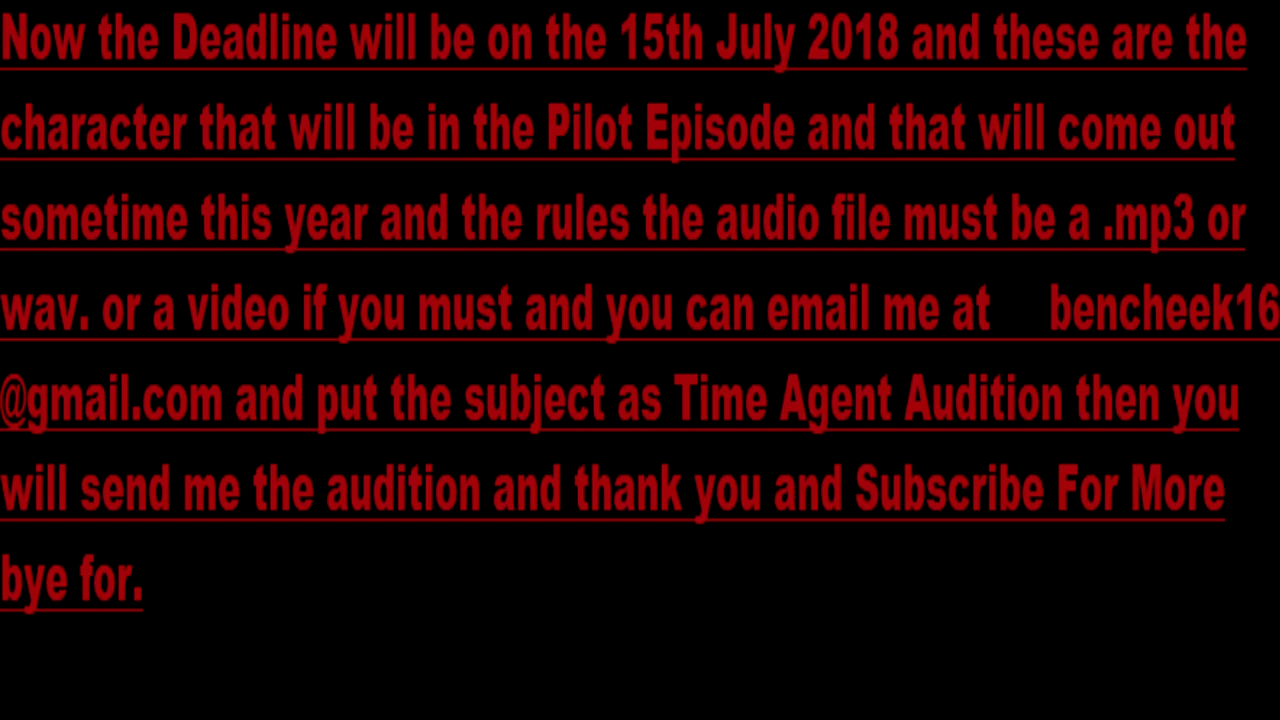 Now the Deadline will be on the 15th July 2018 and these are the
character that will be in the Pilot Episode and that will come out
sometime this year and the rules the audio file must be a .mp3 or
wav. or a video if you must and you can email me at bencheek16
@gmail.com and put the subject as Time Agent Audition then you
will send me the audition and thank you and Subscribe For More
bye for.